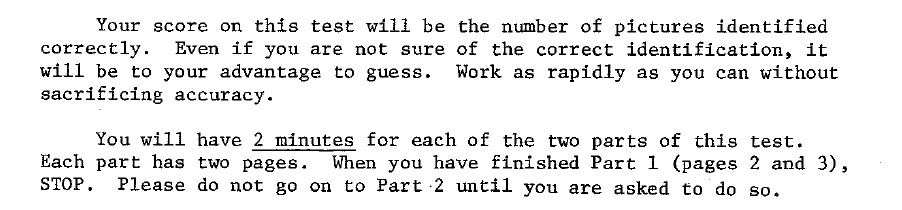 Your score on this test will be the number of pictures identified
correctly. Even if you are not sure of the correct identification, it
will be to your advantage to guess. Work as rapidly as you can without
sacrificing accuracy.
You will have 2 minutes for each of the two parts of this test.
Each part has two pages. When you have finished Part 1 (pages 2 and 3),
STOP. Please do not go on to Part 2 until you are asked to do so.